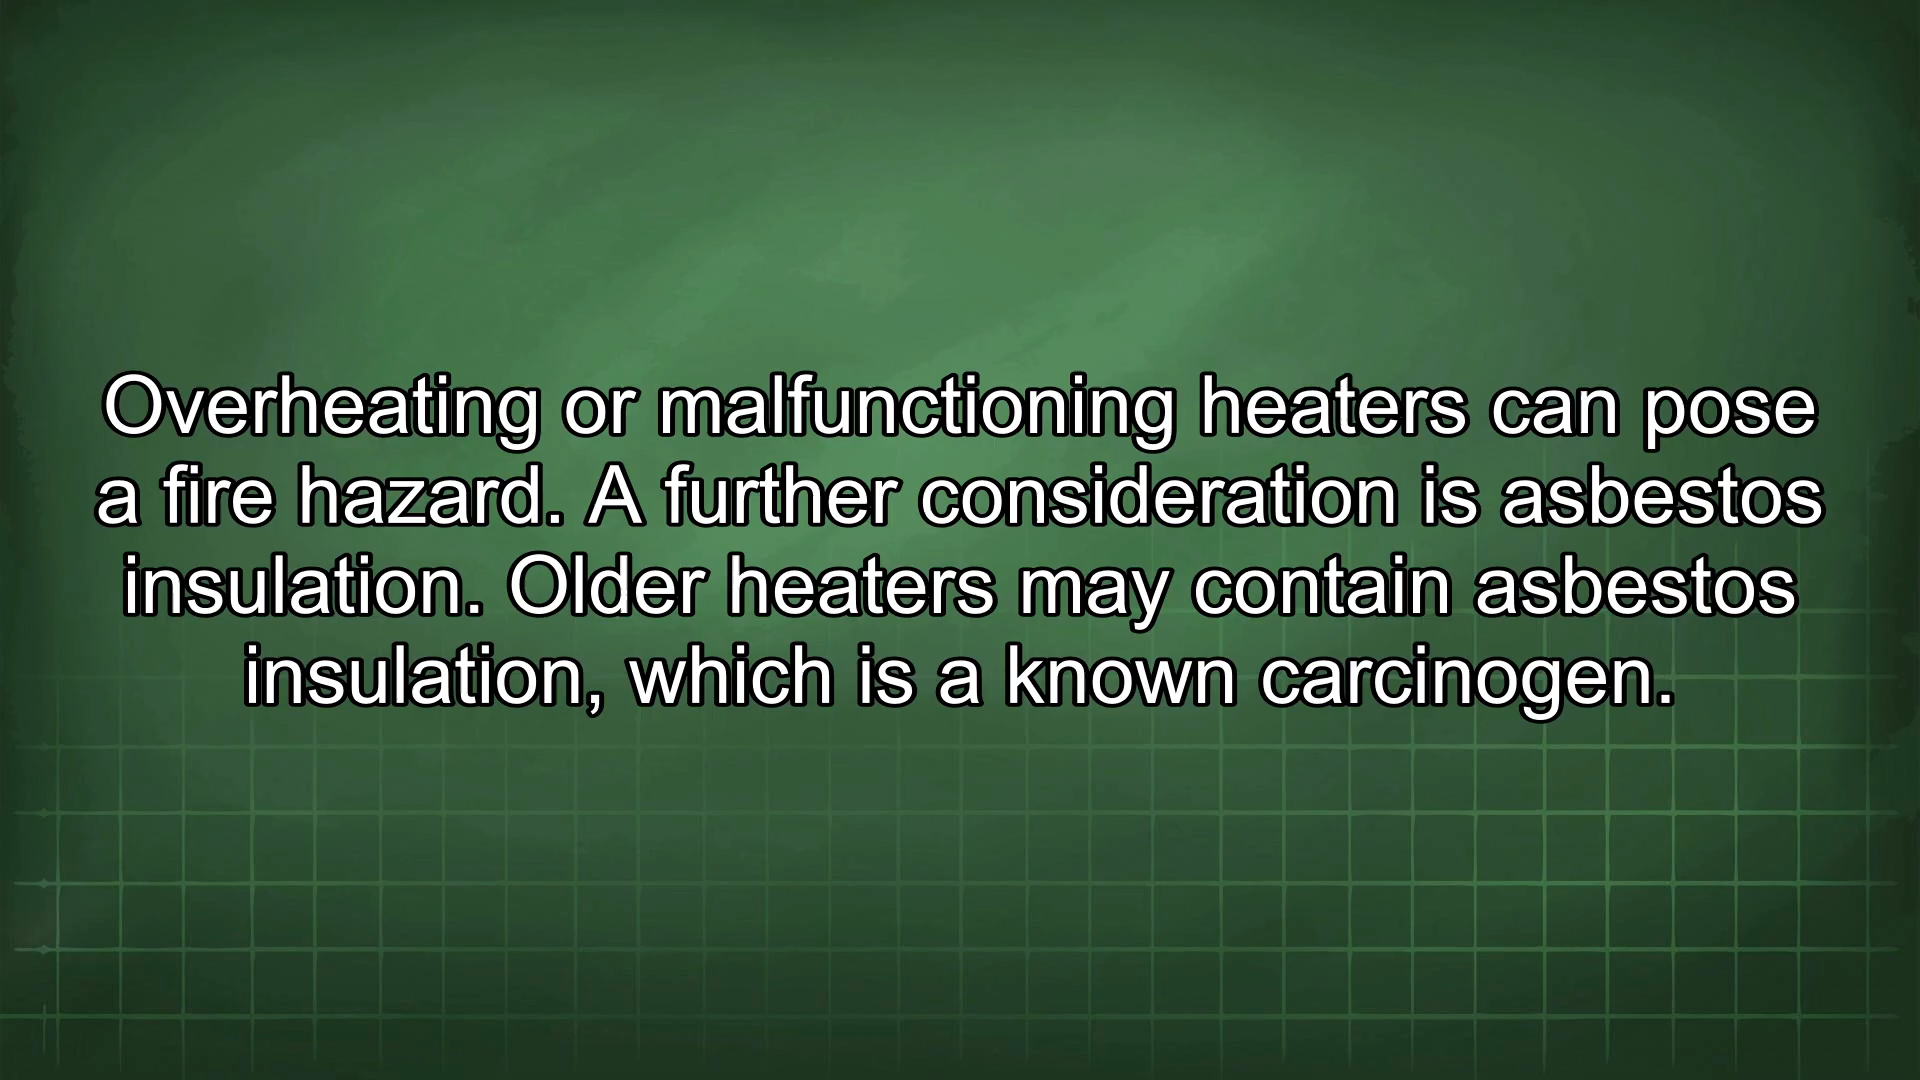 Overheating or malfunctioning heaters can pose
a fire hazard. A further consideration is asbestos
insulation. Older heaters may contain asbestos
insulation, which is a known carcinogen.